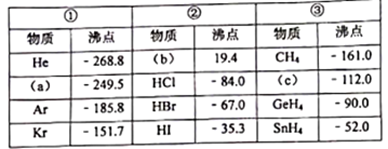 ① ② ③
物质 沸点 物质 沸点 物质 沸点
He -268.8 (b) 19.4 CH₄ -161.0
(a) -249.5 HCl -84.0 (c) -112.0
Ar -185.8 HBr -67.0 GeH₄ -90.0
Kr -151.7 HI -35.3 SnH₄ -52.0